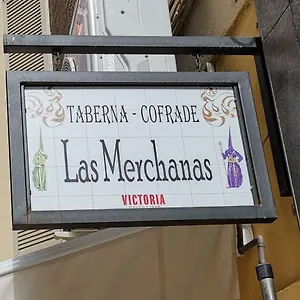 TABERNA - COFRADE
Las Merchanas
VICTORIA